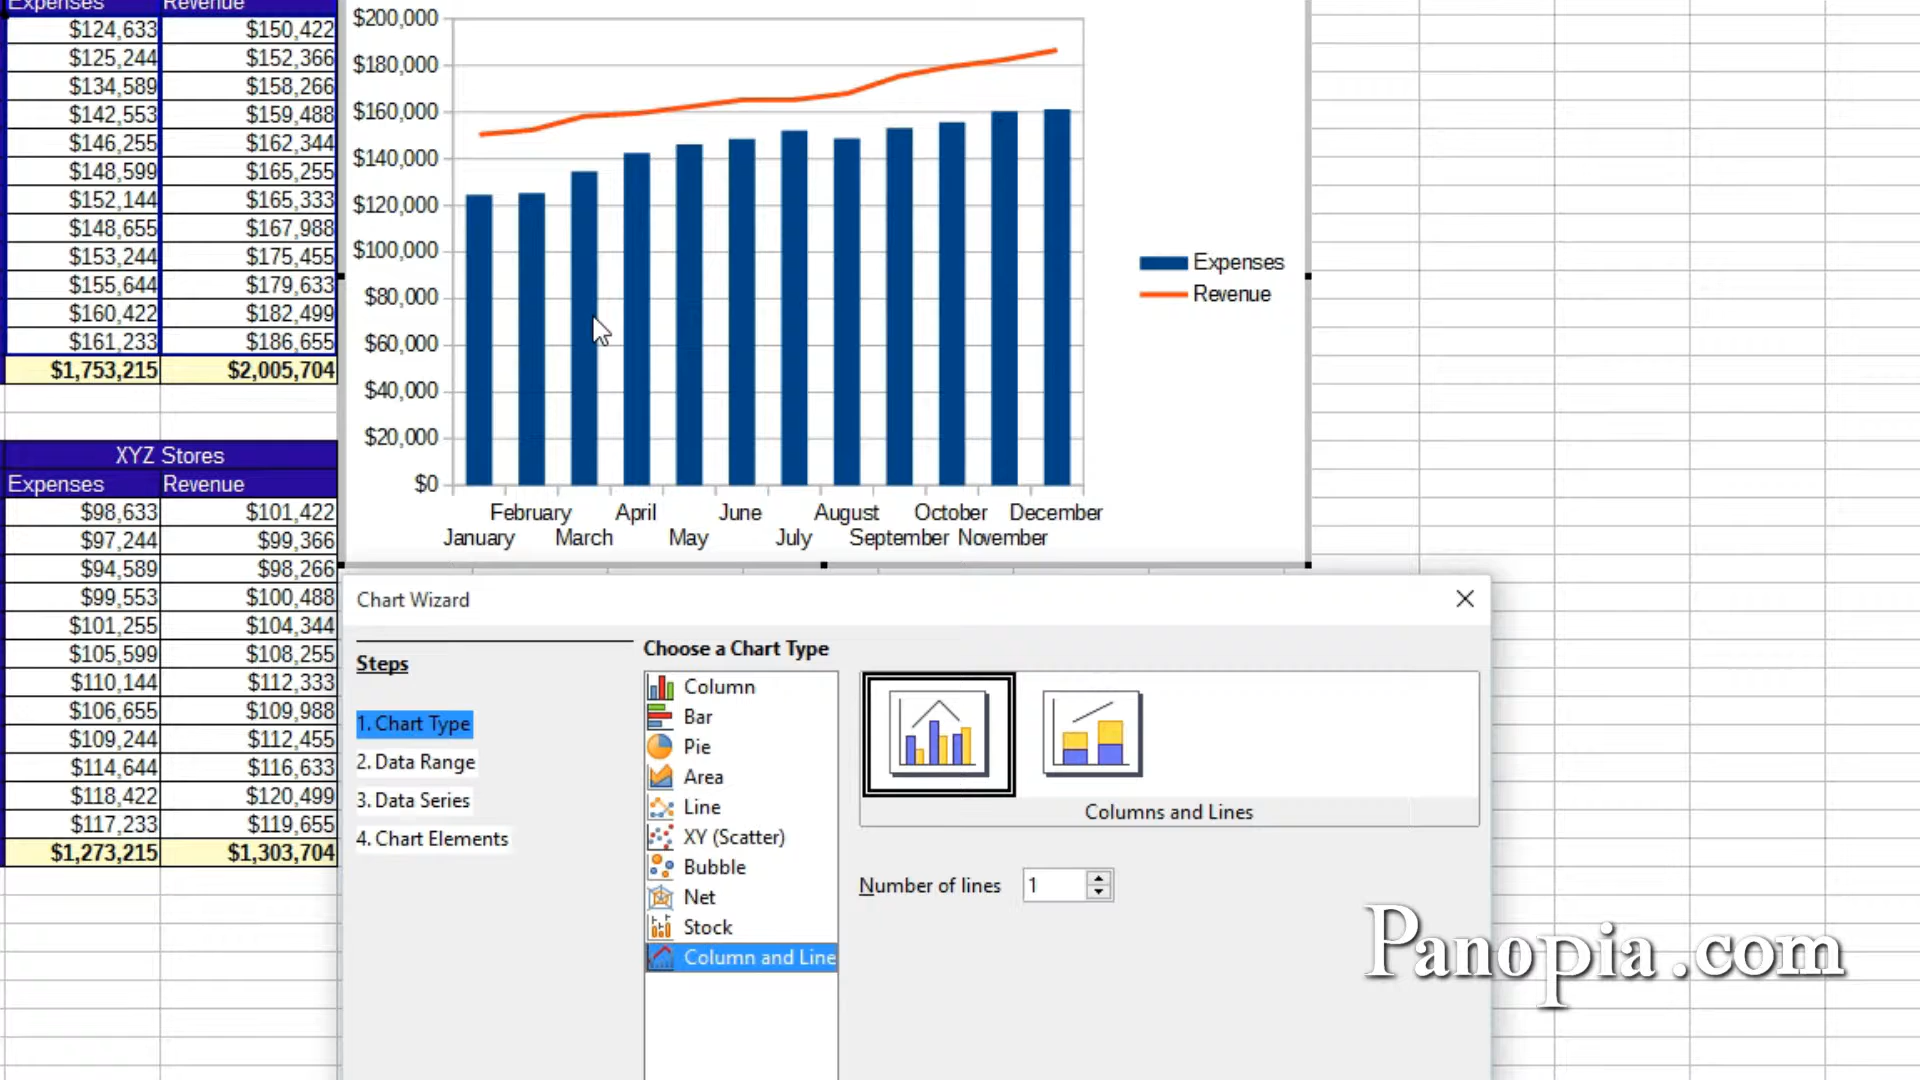 Expenses Revenue
$124,633 $150,422
$125,244 $152,366
$134,589 $158,266
$142,553 $159,488
$146,255 $162,344
$148,599 $165,255
$152,144 $165,333
$148,655 $167,988
$153,244 $175,455
$155,644 $179,633
$160,422 $182,499
$161,233 $186,655
$1,753,215 $2,005,704
XYZ Stores
Expenses Revenue
$98,633 $101,422
$97,244 $99,366
$94,589 $98,266
$99,553 $100,488
$101,255 $104,344
$105,599 $108,255
$110,144 $112,333
$106,655 $109,988
$109,244 $112,455
$114,644 $116,633
$118,422 $120,499
$117,233 $119,655
$1,273,215 $1,303,704
$200,000
$180,000
$160,000
$140,000
$120,000
$100,000
$80,000
$60,000
$40,000
$20,000
$0
February April June August October December
January March May July September November
Expenses
Revenue
Chart Wizard
Steps
1. Chart Type
2. Data Range
3. Data Series
4. Chart Elements
Choose a Chart Type
Column
Bar
Pie
Area
Line
XY (Scatter)
Bubble
Net
Stock
Column and Line
Columns and Lines
Number of lines 1
Panopia.com